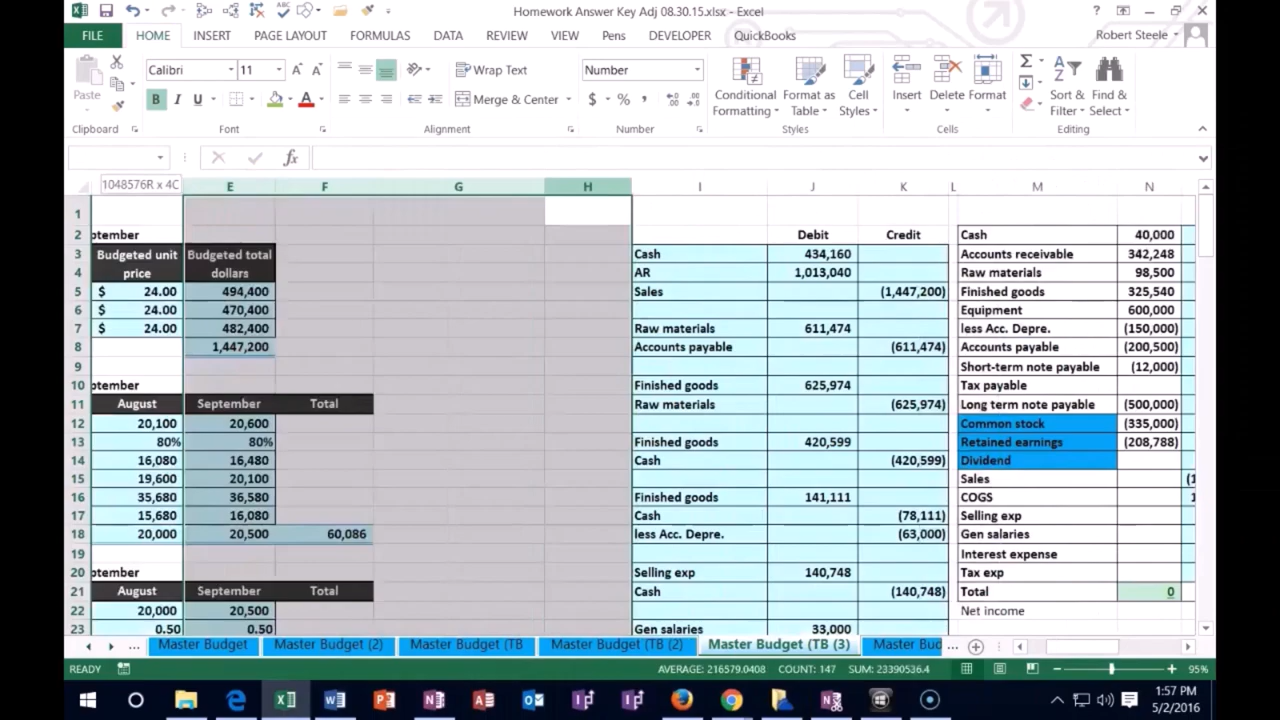 Homework Answer Key Adj 08.30.15.xlsx - Excel
FILE HOME INSERT PAGE LAYOUT FORMULAS DATA REVIEW VIEW Pens DEVELOPER QuickBooks Robert Steele
Calibri 11 Wrap Text Number
Paste Merge & Center Conditional Formatting Format as Table Cell Styles Insert Delete Format Sort & Filter Find & Select
Clipboard Font Alignment Number Styles Cells Editing
1048576R x 4C E F G H I J K L M N
1
2 ptember Debit Credit Cash 40,000
3 Budgeted unit Budgeted total Cash 434,160 Accounts receivable 342,248
4 price dollars AR 1,013,040 Raw materials 98,500
5 $ 24.00 494,400 Sales (1,447,200) Finished goods 325,540
6 $ 24.00 470,400 Equipment 600,000
7 $ 24.00 482,400 Raw materials 611,474 less Acc. Depre. (150,000)
8 1,447,200 Accounts payable (611,474) Accounts payable (200,500)
9 Short-term note payable (12,000)
10 ptember Finished goods 625,974 Tax payable
11 August September Total Raw materials (625,974) Long term note payable (500,000)
12 20,100 20,600 Common stock (335,000)
13 80% 80% Finished goods 420,599 Retained earnings (208,788)
14 16,080 16,480 Cash (420,599) Dividend
15 19,600 20,100 Sales (1
16 35,680 36,580 Finished goods 141,111 COGS 1
17 15,680 16,080 Cash (78,111) Selling exp
18 20,000 20,500 60,086 less Acc. Depre. (63,000) Gen salaries
19 Interest expense
20 ptember Selling exp 140,748 Tax exp
21 August September Total Cash (140,748) Total 0
22 20,000 20,500 Net income
23 0.50 0.50 Gen salaries 33,000
... Master Budget Master Budget (2) Master Budget (TB Master Budget (TB (2) Master Budget (TB (3) Master Bud ...
READY AVERAGE: 216579.0408 COUNT: 147 SUM: 23390536.4 95%
1:57 PM
5/2/2016